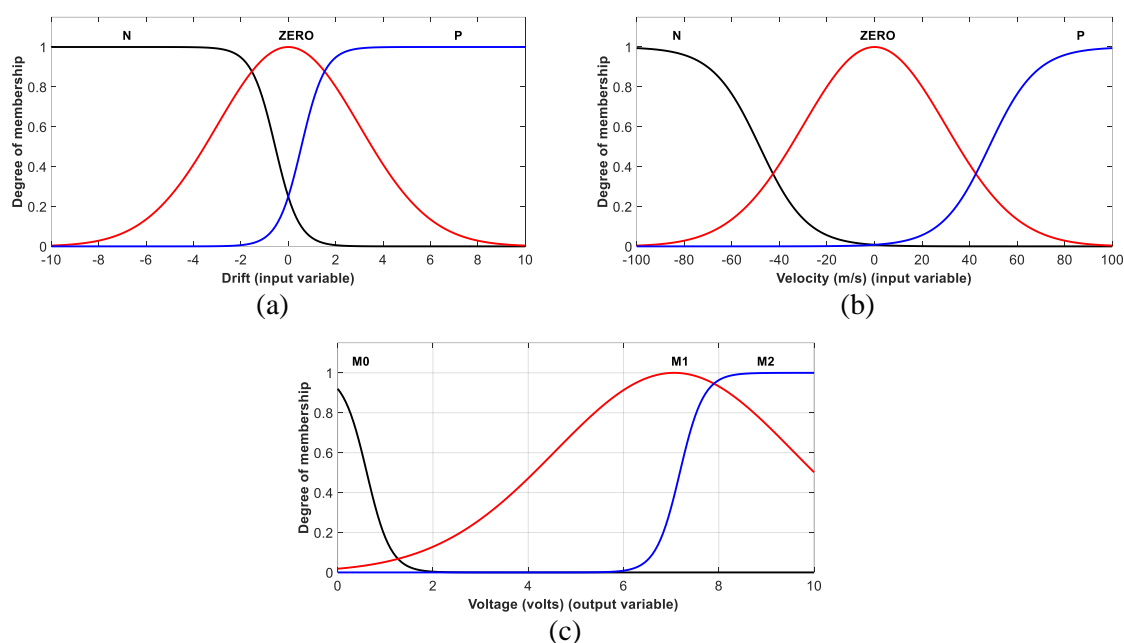 N ZERO P
Degree of membership
1
0.8
0.6
0.4
0.2
0
-10 -8 -6 -4 -2 0 2 4 6 8 10
Drift (input variable)
(a)
N ZERO P
Degree of membership
1
0.8
0.6
0.4
0.2
0
-100 -80 -60 -40 -20 0 20 40 60 80 100
Velocity (m/s) (input variable)
(b)
M0 M1 M2
Degree of membership
1
0.8
0.6
0.4
0.2
0
0 2 4 6 8 10
Voltage (volts) (output variable)
(c)